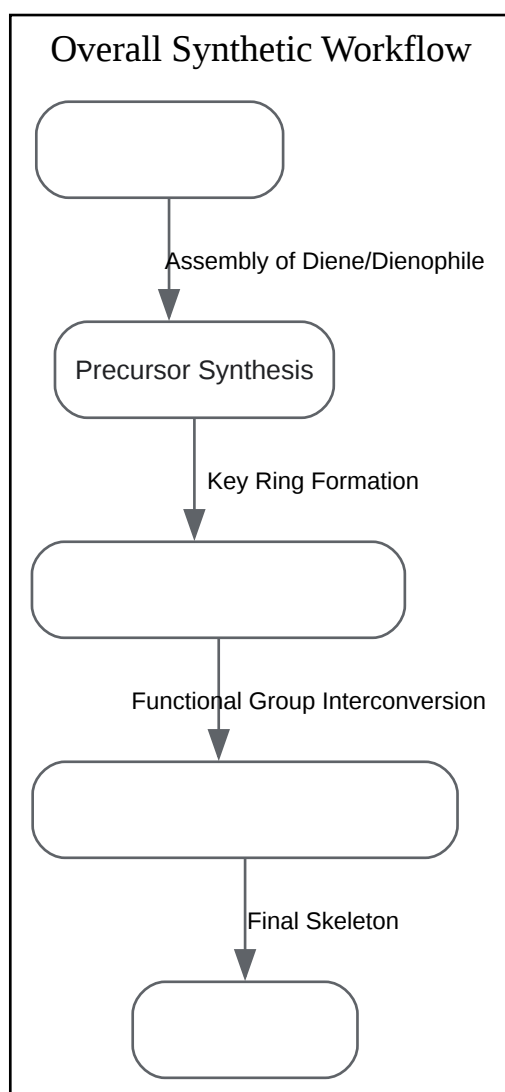 Overall Synthetic Workflow
Assembly of Diene/Dienophile
Precursor Synthesis
Key Ring Formation
Functional Group Interconversion
Final Skeleton